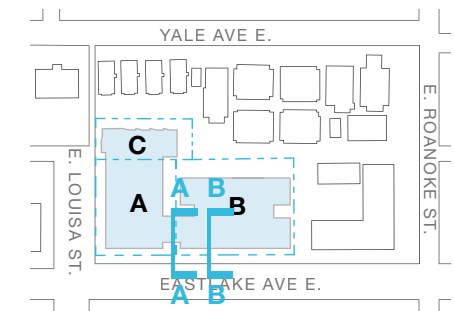 YALE AVE E.
E. LOUISA ST.
E. ROANOKE ST.
C
A B
A B
A B
EASTLAKE AVE E.